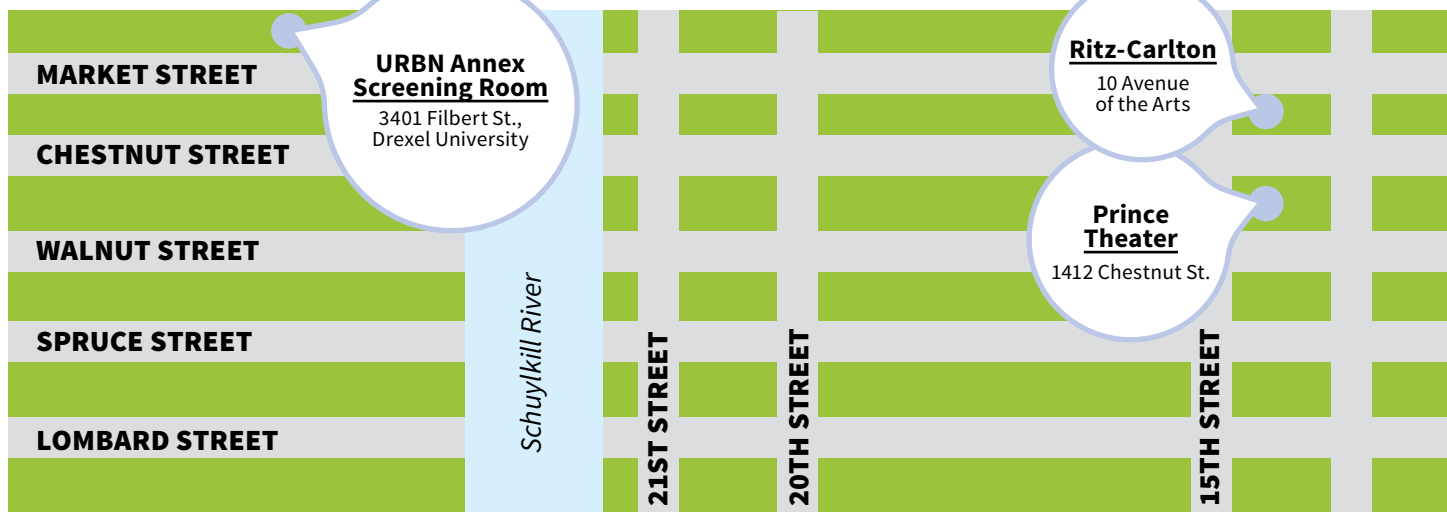 MARKET STREET
CHESTNUT STREET
WALNUT STREET
SPRUCE STREET
LOMBARD STREET
URBN Annex
Screening Room
3401 Filbert St.,
Drexel University
Schuylkill River
21ST STREET
20TH STREET
15TH STREET
Ritz-Carlton
10 Avenue
of the Arts
Prince
Theater
1412 Chestnut St.